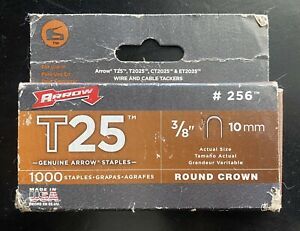 Arrow® T25™, T2025™, CT2025™ & ET2025™
WIRE AND CABLE TACKERS
ARROW®
# 256™
T25™
3/8"
10mm
GENUINE ARROW® STAPLES
Actual Size
Tamaño Actual
Grandeur Veritable
1000 STAPLES-GRAPAS-AGRAFES
ROUND CROWN
MADE IN
USA